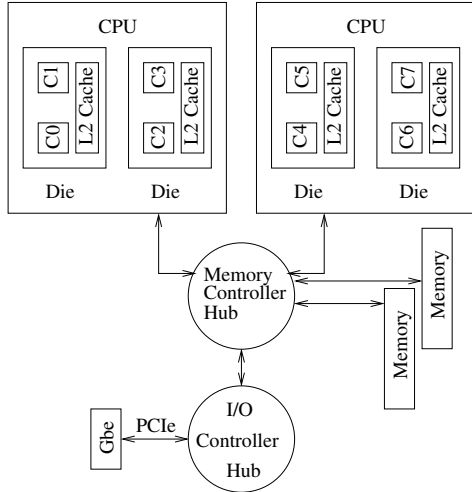 CPU
CPU
C1
C3
C5
C7
L2 Cache
L2 Cache
L2 Cache
L2 Cache
C0
C2
C4
C6
Die
Die
Die
Die
Memory
Controller
Hub
Memory
Memory
I/O
Controller
Hub
PCIe
Gbe